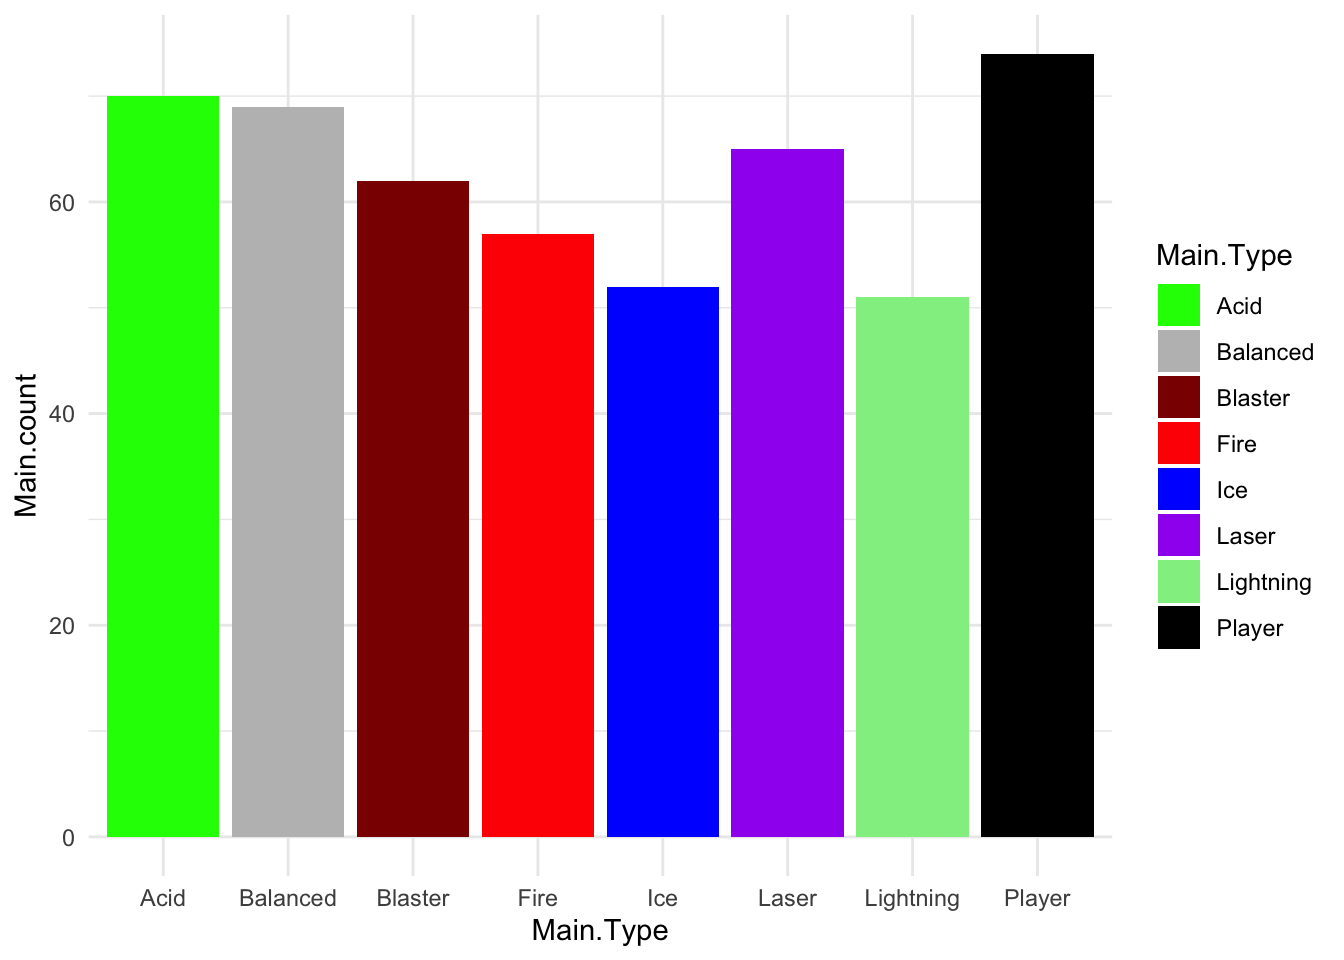 Main.count
60
40
20
0
Acid Balanced Blaster Fire Ice Laser Lightning Player
Main.Type
Main.Type
Acid
Balanced
Blaster
Fire
Ice
Laser
Lightning
Player